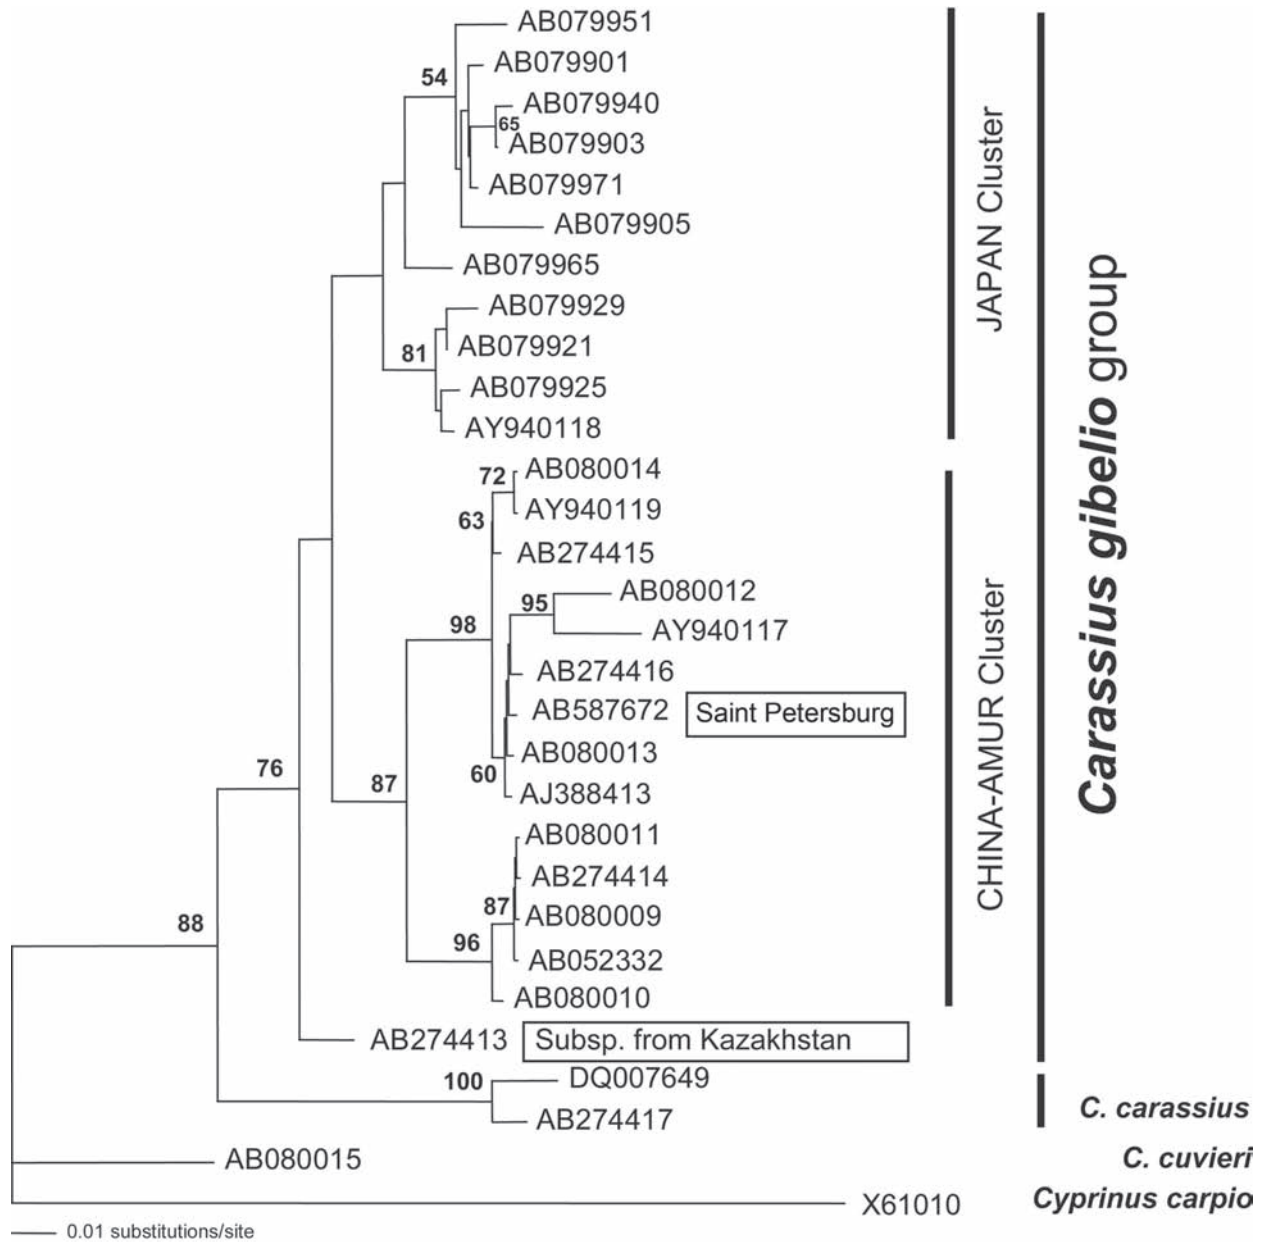 AB079951
AB079901
54
AB079940
65
AB079903
AB079971
AB079905
AB079965
AB079929
AB079921
81
AB079925
AY940118
JAPAN Cluster
72
AB080014
AY940119
63
AB274415
AB080012
95
AY940117
98
AB274416
AB587672 Saint Petersburg
AB080013
60
AJ388413
76
87
AB080011
AB274414
87
AB080009
96
AB052332
AB080010
CHINA-AMUR Cluster
88
AB274413 Subsp. from Kazakhstan
Carassius gibelio group
100
DQ007649
AB274417
C. carassius
AB080015
C. cuvieri
X61010
Cyprinus carpio
0.01 substitutions/site